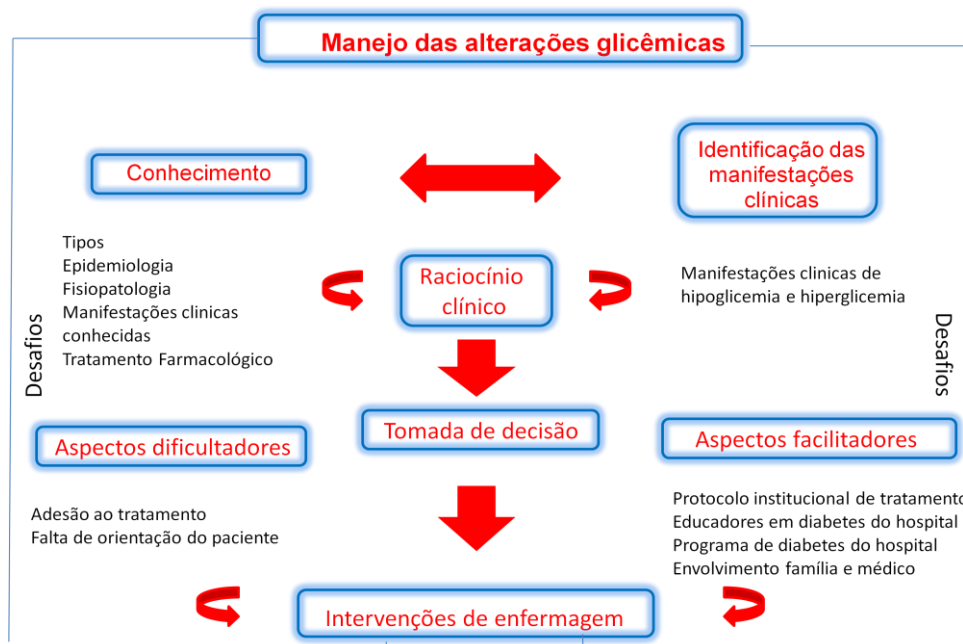 Manejo das alterações glicêmicas
Conhecimento
Identificação das
manifestações
clínicas
Tipos
Epidemiologia
Fisiopatologia
Manifestações clinicas
conhecidas
Tratamento Farmacológico
Raciocínio
clínico
Manifestações clinicas de
hipoglicemia e hiperglicemia
Desafios
Desafios
Tomada de decisão
Aspectos dificultadores
Aspectos facilitadores
Adesão ao tratamento
Falta de orientação do paciente
Protocolo institucional de tratamento
Educadores em diabetes do hospital
Programa de diabetes do hospital
Envolvimento família e médico
Intervenções de enfermagem